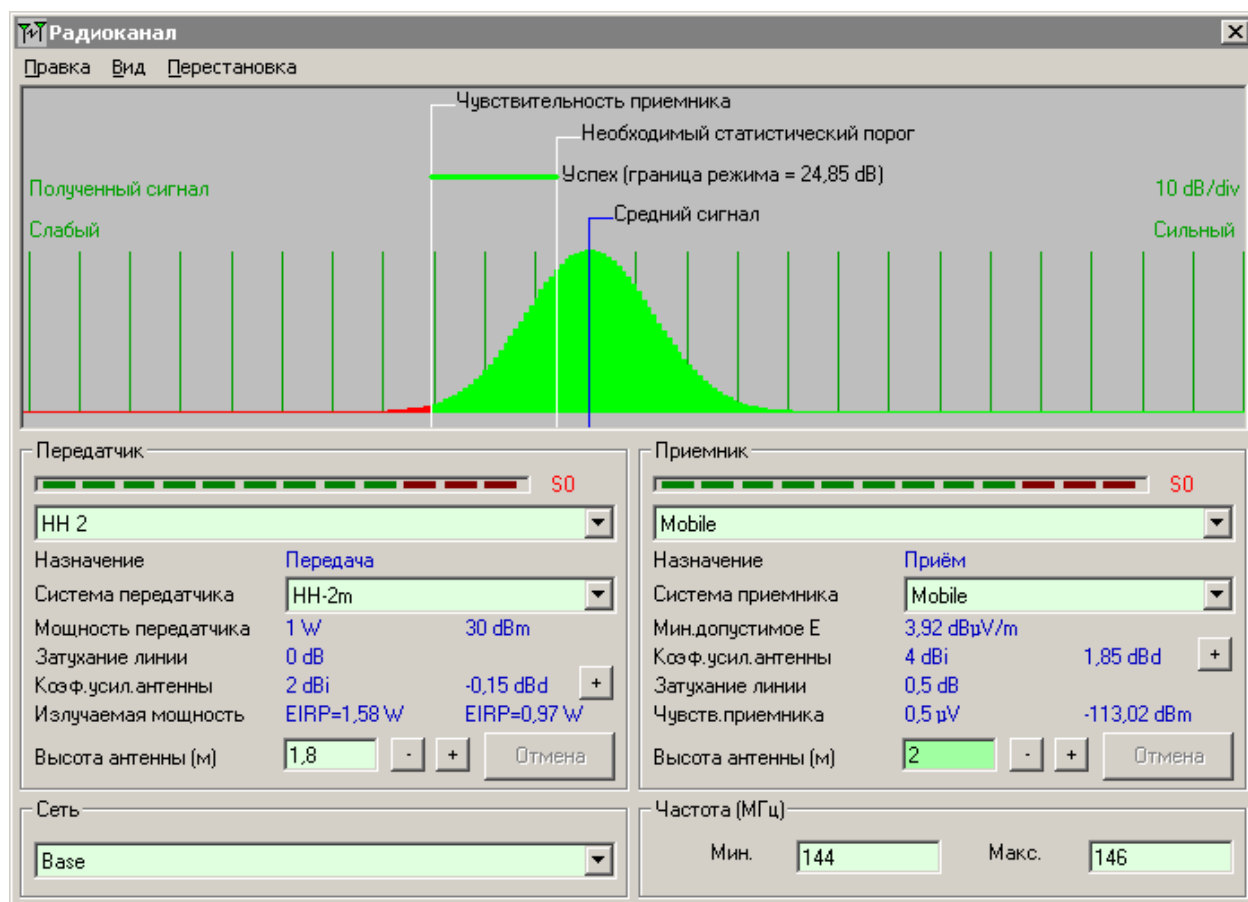 Радиоканал
Правка Вид Перестановка
Чувствительность приемника
Необходимый статистический порог
Успех (граница режима = 24,85 dB)
Полученный сигнал 10 dB/div
Средний сигнал
Слабый Сильный
Передатчик
S0
HH 2
Назначение Передача
Система передатчика HH-2m
Мощность передатчика 1 W 30 dBm
Затухание линии 0 dB
Коэф.усил.антенны 2 dBi -0,15 dBd +
Излучаемая мощность EIRP=1,58 W EIRP=0,97 W
Высота антенны (м) 1,8 - + Отмена
Приемник
S0
Mobile
Назначение Приём
Система приемника Mobile
Мин.допустимое E 3,92 dBµV/m
Коэф.усил.антенны 4 dBi 1,85 dBd +
Затухание линии 0,5 dB
Чувств.приемника 0,5 µV -113,02 dBm
Высота антенны (м) 2 - + Отмена
Сеть
Base
Частота (МГц)
Мин. 144 Макс. 146